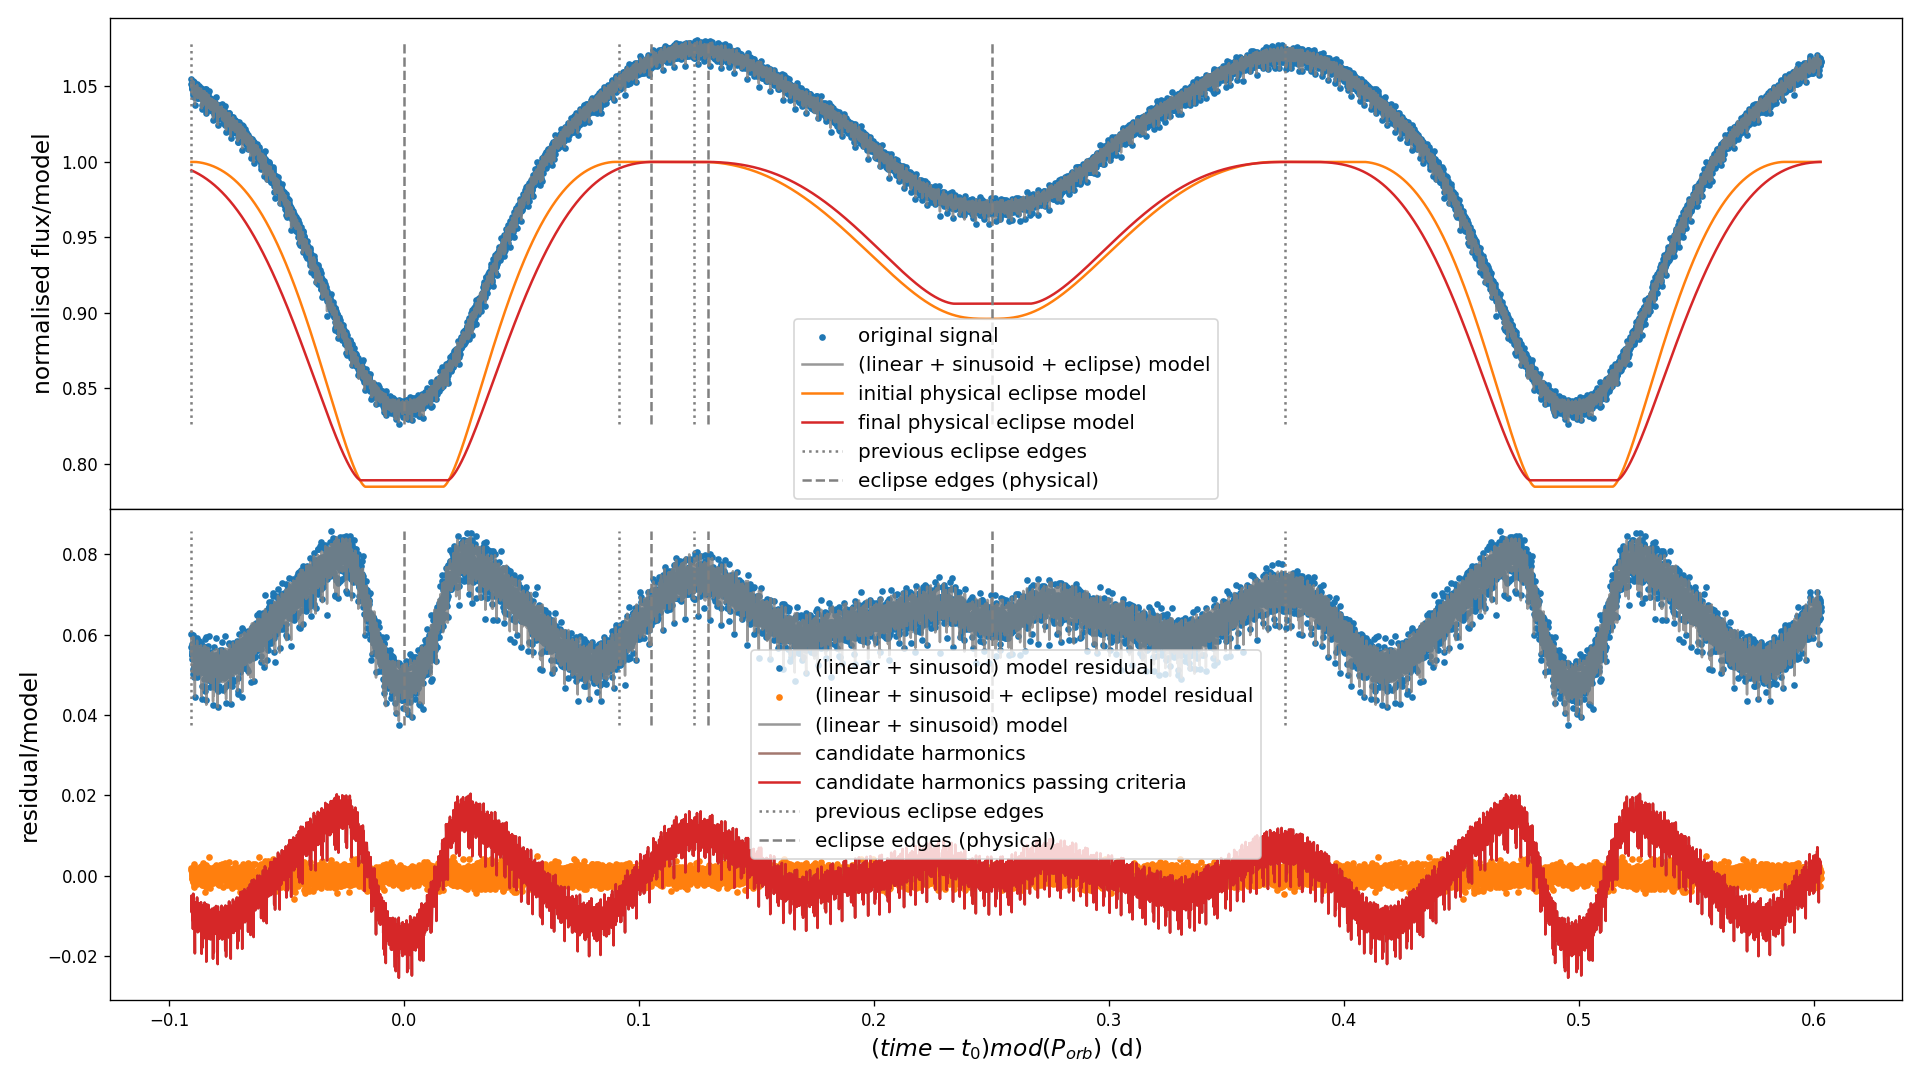 normalised flux/model
1.05
1.00
0.95
0.90
0.85
0.80
original signal
(linear + sinusoid + eclipse) model
initial physical eclipse model
final physical eclipse model
previous eclipse edges
eclipse edges (physical)
residual/model
0.08
0.06
0.04
0.02
0.00
−0.02
(linear + sinusoid) model residual
(linear + sinusoid + eclipse) model residual
(linear + sinusoid) model
candidate harmonics
candidate harmonics passing criteria
previous eclipse edges
eclipse edges (physical)
−0.1 0.0 0.1 0.2 0.3 0.4 0.5 0.6
(time − t₀)mod(P_orb) (d)